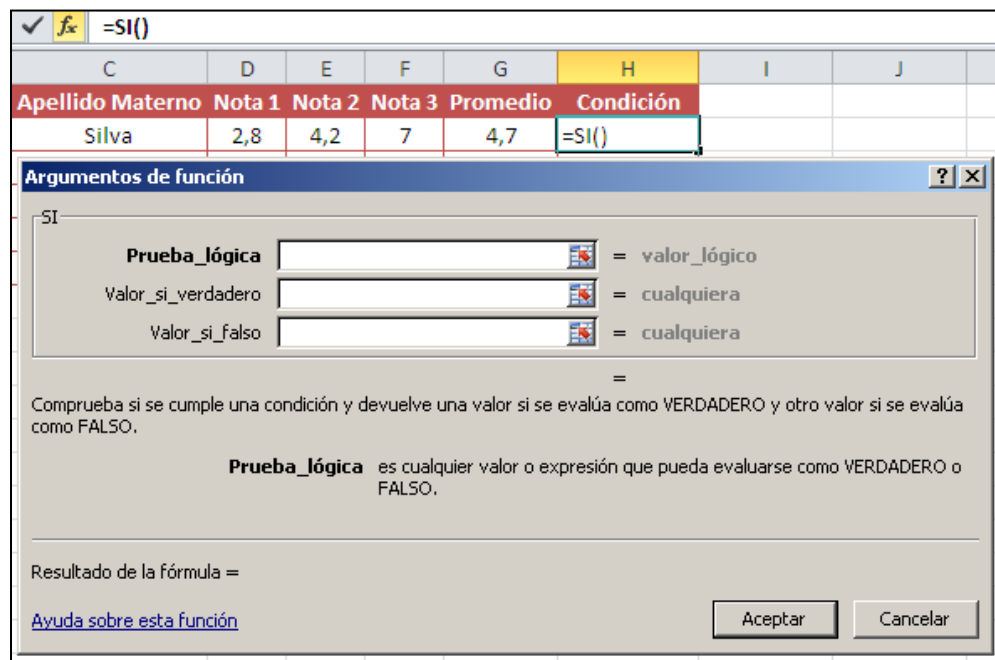 fx =SI()
C D E F G H I J
Apellido Materno Nota 1 Nota 2 Nota 3 Promedio Condición
Silva 2,8 4,2 7 4,7 =SI()
Argumentos de función
SI
Prueba_lógica = valor_lógico
Valor_si_verdadero = cualquiera
Valor_si_falso = cualquiera
=
Comprueba si se cumple una condición y devuelve una valor si se evalúa como VERDADERO y otro valor si se evalúa
como FALSO.
Prueba_lógica es cualquier valor o expresión que pueda evaluarse como VERDADERO o
FALSO.
Resultado de la fórmula =
Ayuda sobre esta función Aceptar Cancelar